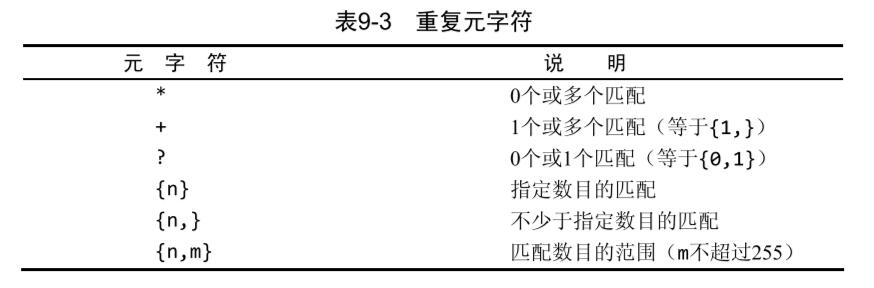 表9-3 重复元字符
元 字 符 说 明
* 0个或多个匹配
+ 1个或多个匹配（等于{1,}）
? 0个或1个匹配（等于{0,1}）
{n} 指定数目的匹配
{n,} 不少于指定数目的匹配
{n,m} 匹配数目的范围（m不超过255）